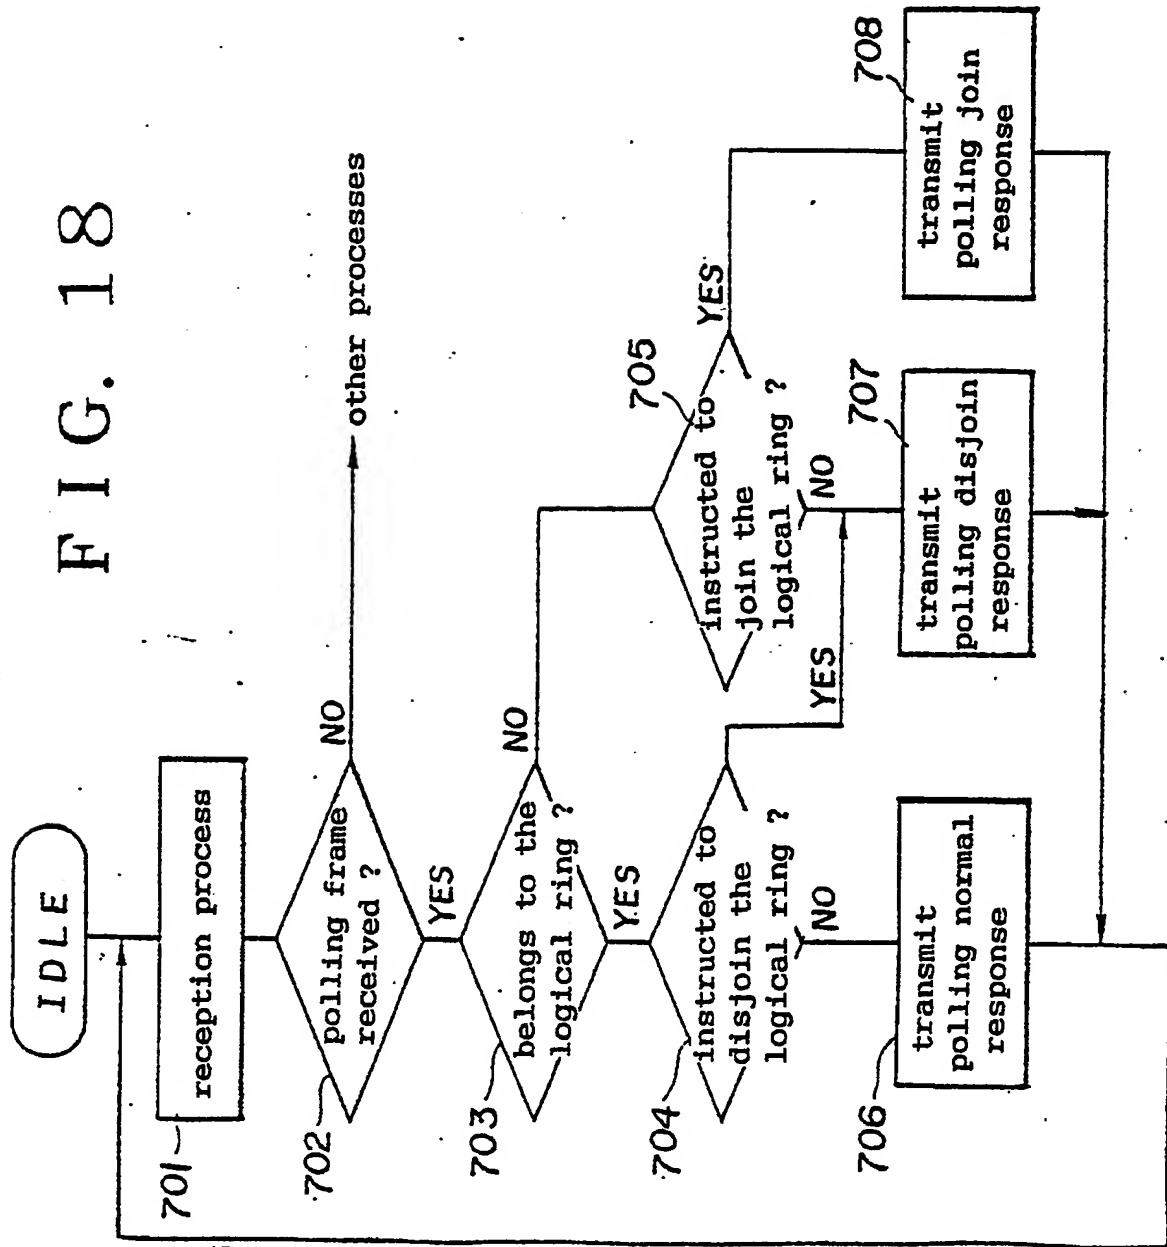 FIG. 18
IDLE
701
reception process
702
polling frame
received ?
NO
other processes
YES
703
belongs to the
logical ring ?
NO
YES
704
instructed to
disjoin the
logical ring ?
YES
NO
705
instructed to
join the
logical ring ?
YES
NO
706
transmit
polling normal
response
707
transmit
polling disjoin
response
708
transmit
polling join
response